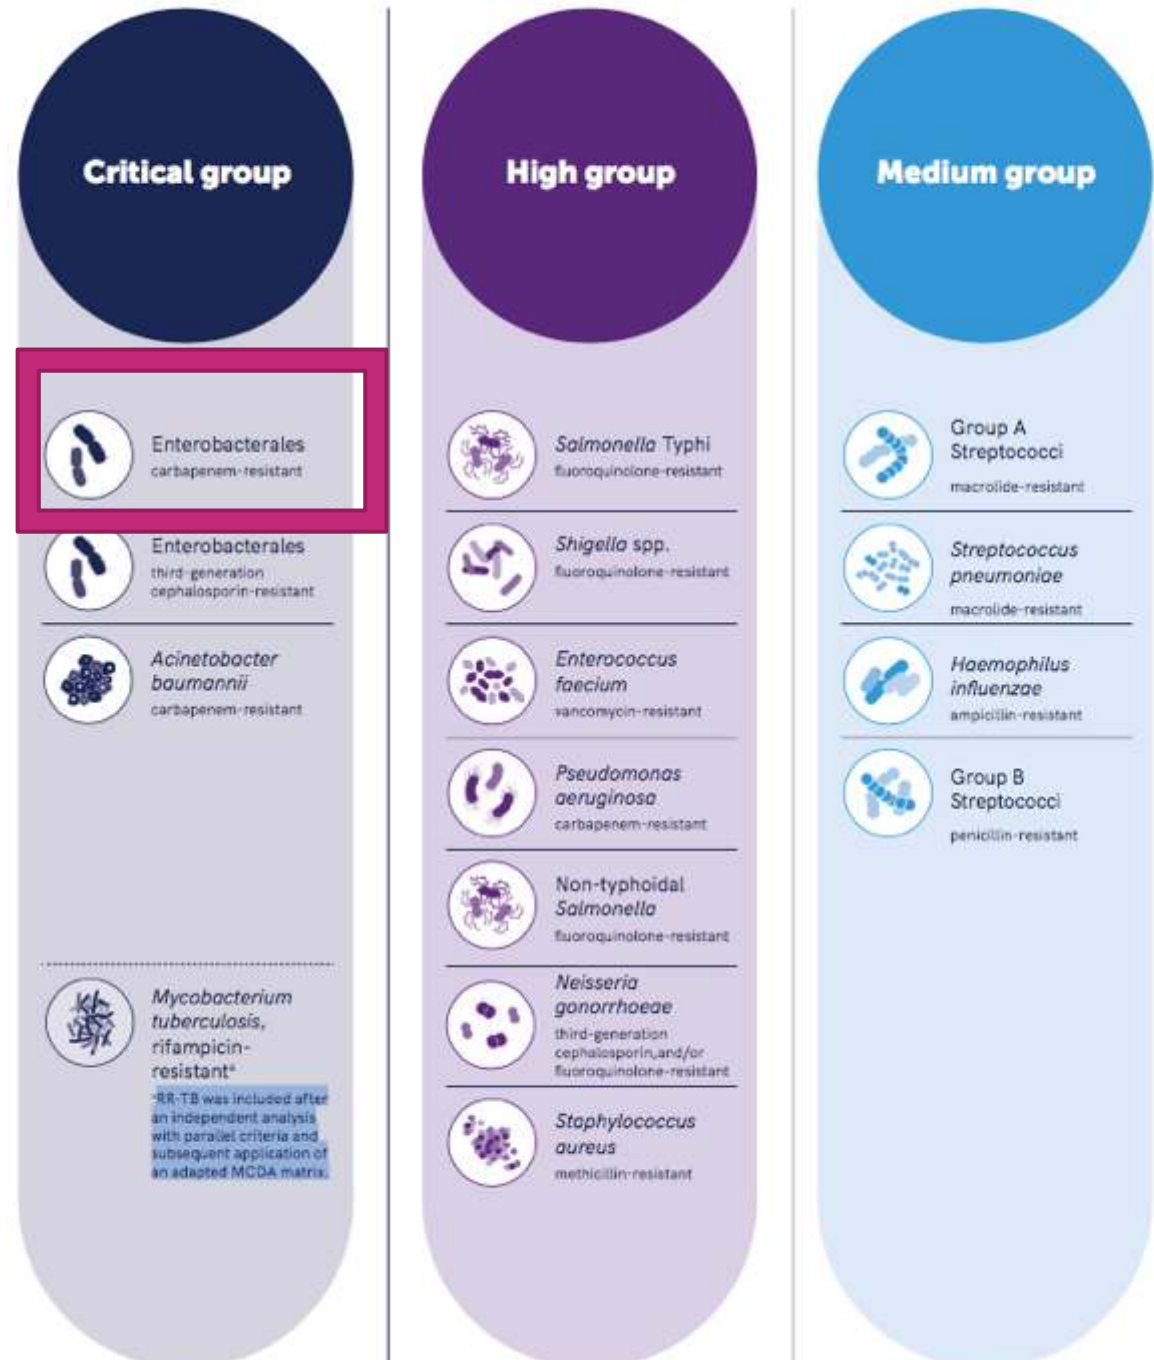 Critical group
Enterobacterales
carbapenem-resistant
Enterobacterales
third-generation
cephalosporin-resistant
Acinetobacter
baumannii
carbapenem-resistant
Mycobacterium
tuberculosis,
rifampicin-
resistant*
*RR-TB was included after
an independent analysis
with parallel criteria and
subsequent application of
an adapted MCDA matrix.
High group
Salmonella Typhi
fluoroquinolone-resistant
Shigella spp.
fluoroquinolone-resistant
Enterococcus
faecium
vancomycin-resistant
Pseudomonas
aeruginosa
carbapenem-resistant
Non-typhoidal
Salmonella
fluoroquinolone-resistant
Neisseria
gonorrhoeae
third-generation
cephalosporin,and/or
fluoroquinolone-resistant
Staphylococcus
aureus
methicillin-resistant
Medium group
Group A
Streptococci
macrolide-resistant
Streptococcus
pneumoniae
macrolide-resistant
Haemophilus
influenzae
ampicillin-resistant
Group B
Streptococci
penicillin-resistant